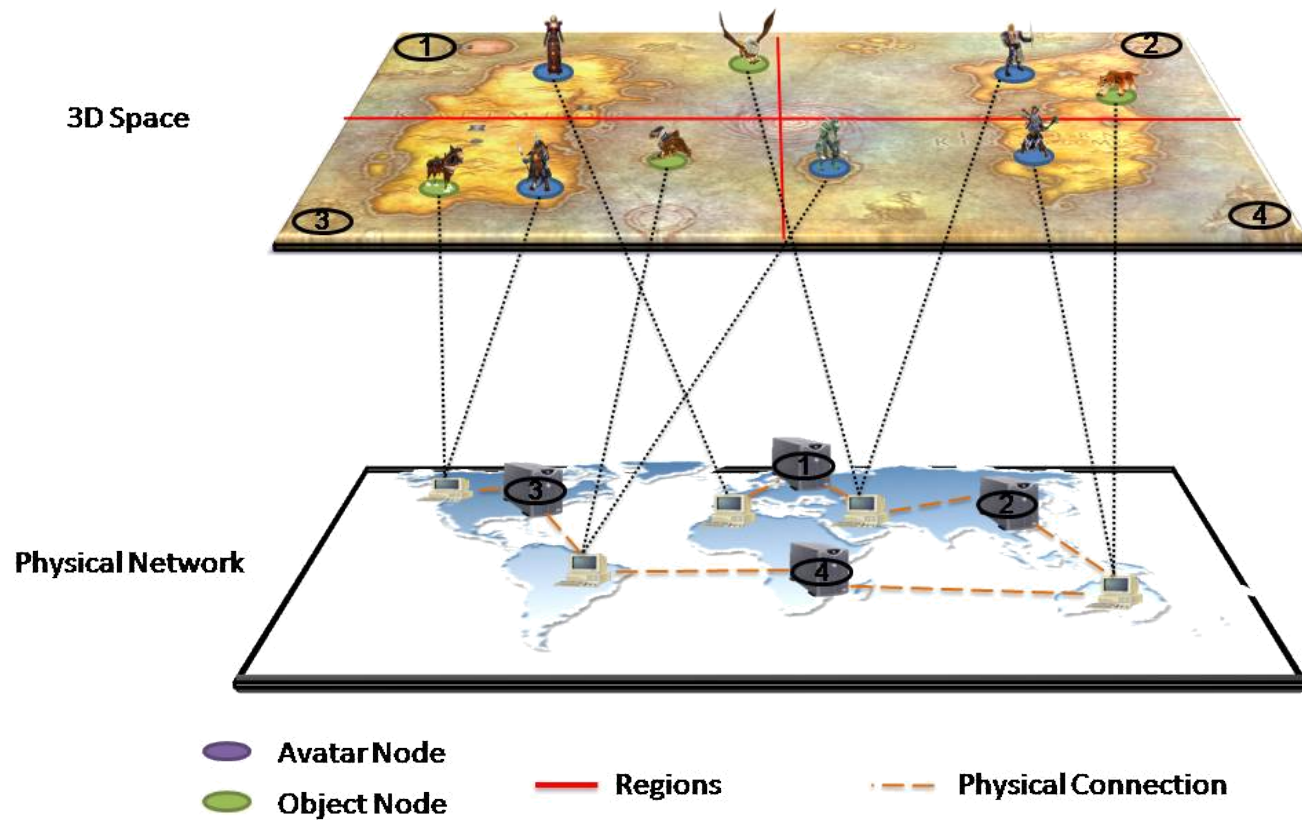 1
2
3D Space
3
4
1
3
2
Physical Network
4
Avatar Node
Object Node
Regions
Physical Connection